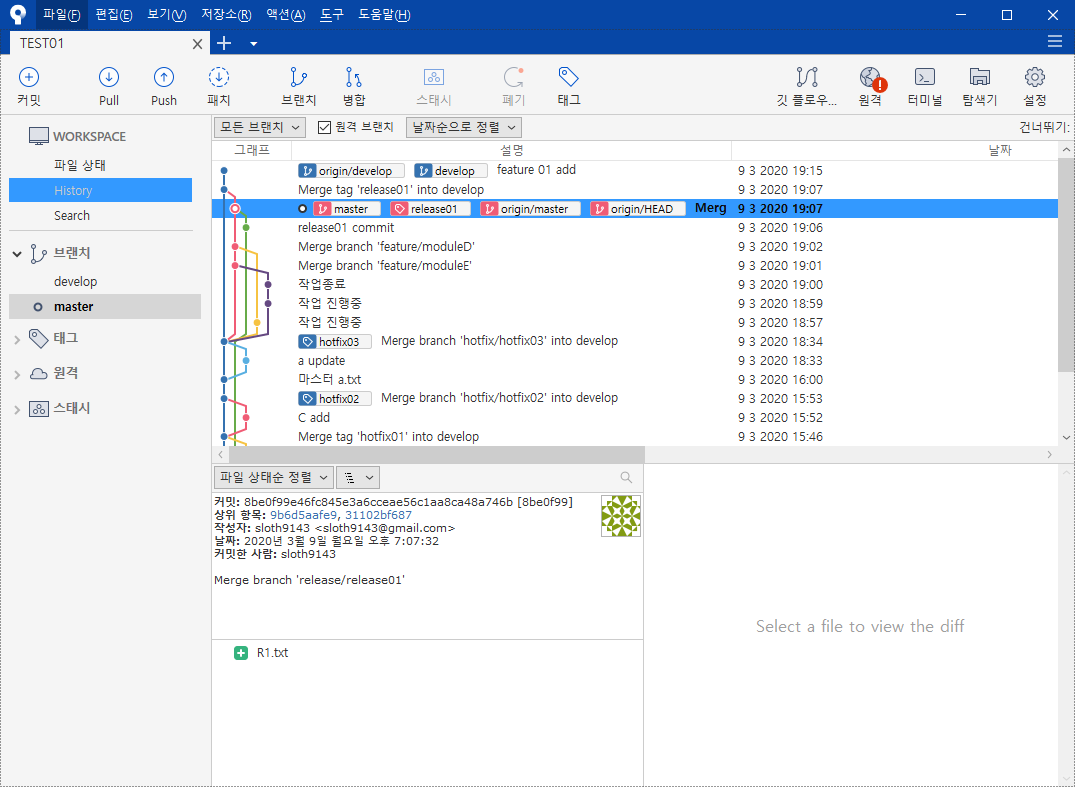 파일(F) 편집(E) 보기(V) 저장소(R) 액션(A) 도구 도움말(H)
TEST01
커밋 Pull Push 패치 브랜치 병합 스태시 폐기 태그 깃 플로우... 원격 터미널 탐색기 설정
WORKSPACE
파일 상태
History
Search
브랜치
develop
master
태그
원격
스태시
모든 브랜치 원격 브랜치 날짜순으로 정렬 건너뛰기:
그래프 설명 날짜
origin/develop develop feature 01 add 9 3 2020 19:15
Merge tag 'release01' into develop 9 3 2020 19:07
master release01 origin/master origin/HEAD Merg 9 3 2020 19:07
release01 commit 9 3 2020 19:06
Merge branch 'feature/moduleD' 9 3 2020 19:02
Merge branch 'feature/moduleE' 9 3 2020 19:01
작업종료 9 3 2020 19:00
작업 진행중 9 3 2020 18:59
작업 진행중 9 3 2020 18:57
hotfix03 Merge branch 'hotfix/hotfix03' into develop 9 3 2020 18:34
a update 9 3 2020 18:33
마스터 a.txt 9 3 2020 16:00
hotfix02 Merge branch 'hotfix/hotfix02' into develop 9 3 2020 15:53
C add 9 3 2020 15:52
Merge tag 'hotfix01' into develop 9 3 2020 15:46
파일 상태순 정렬
커밋: 8be0f99e46fc845e3a6cceae56c1aa8ca48a746b [8be0f99]
상위 항목: 9b6d5aafe9, 31102bf687
작성자: sloth9143 <sloth9143@gmail.com>
날짜: 2020년 3월 9일 월요일 오후 7:07:32
커밋한 사람: sloth9143
Merge branch 'release/release01'
R1.txt
Select a file to view the diff